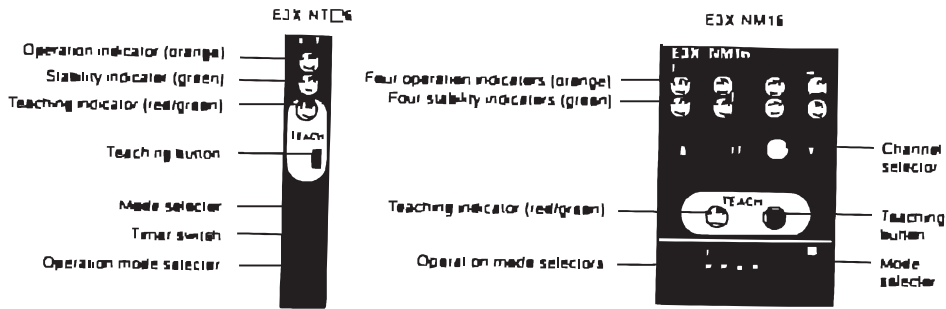 E3X NT□6
Operation indicator (orange)
Stability indicator (green)
Teaching indicator (red/green)
TEACH
Teaching button
Mode selector
Timer switch
Operation mode selector
E3X NM16
E3X NM16
Four operation indicators (orange)
Four stability indicators (green)
Channel
selector
TEACH
Teaching indicator (red/green)
Teaching
button
Operation mode selectors
Mode
selector